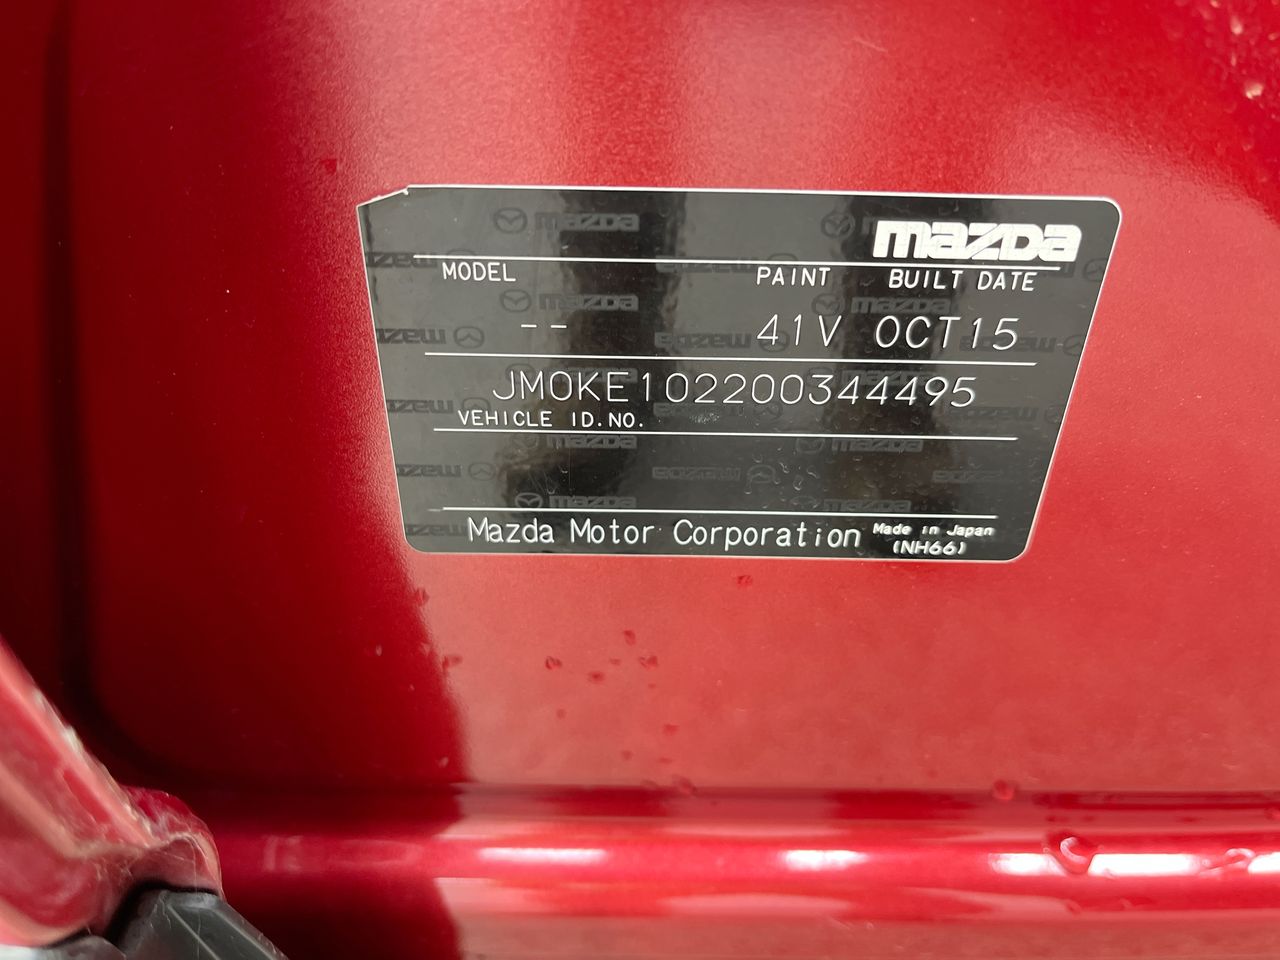 mazda
MODEL PAINT BUILT DATE
-- 41V OCT15
JM0KE102200344495
VEHICLE ID.NO.
Mazda Motor Corporation Made in Japan
(NH66)